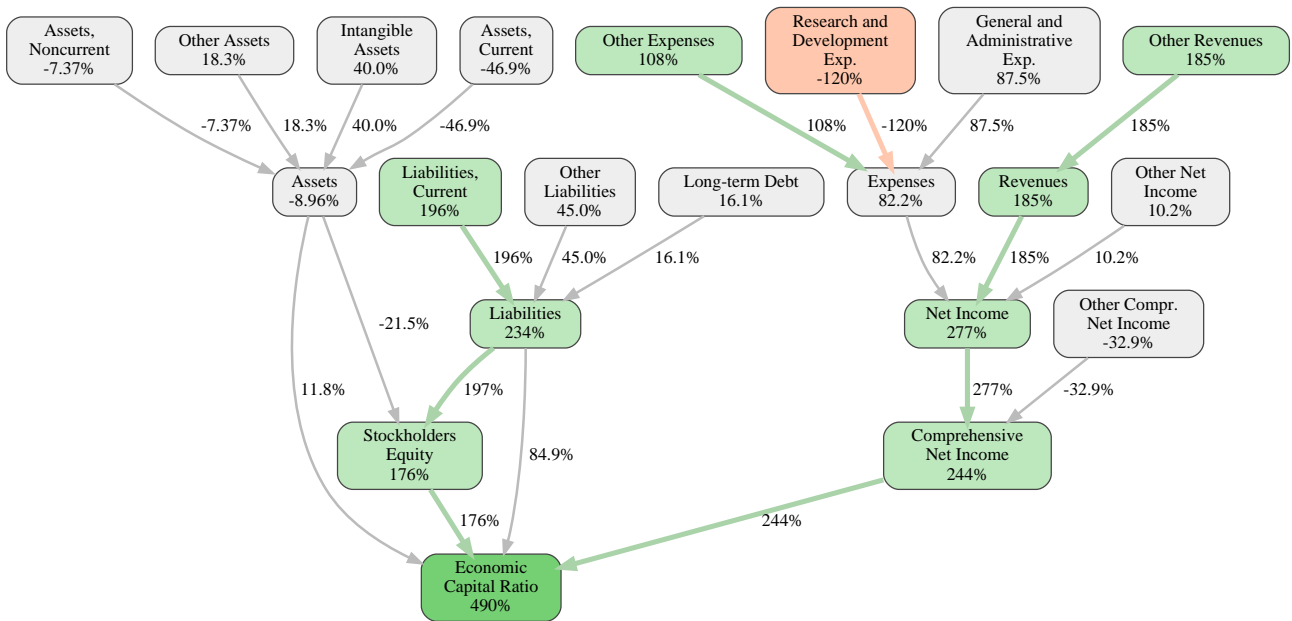 Assets,
Noncurrent
-7.37%
Other Assets
18.3%
Intangible
Assets
40.0%
Assets,
Current
-46.9%
Other Expenses
108%
Research and
Development
Exp.
-120%
General and
Administrative
Exp.
87.5%
Other Revenues
185%
-7.37%
18.3%
40.0%
-46.9%
108%
-120%
87.5%
185%
Assets
-8.96%
Liabilities,
Current
196%
Other
Liabilities
45.0%
Long-term Debt
16.1%
Expenses
82.2%
Revenues
185%
Other Net
Income
10.2%
196%
45.0%
16.1%
82.2%
185%
10.2%
Liabilities
234%
Net Income
277%
Other Compr.
Net Income
-32.9%
-21.5%
11.8%
197%
277%
-32.9%
Stockholders
Equity
176%
84.9%
Comprehensive
Net Income
244%
176%
244%
Economic
Capital Ratio
490%